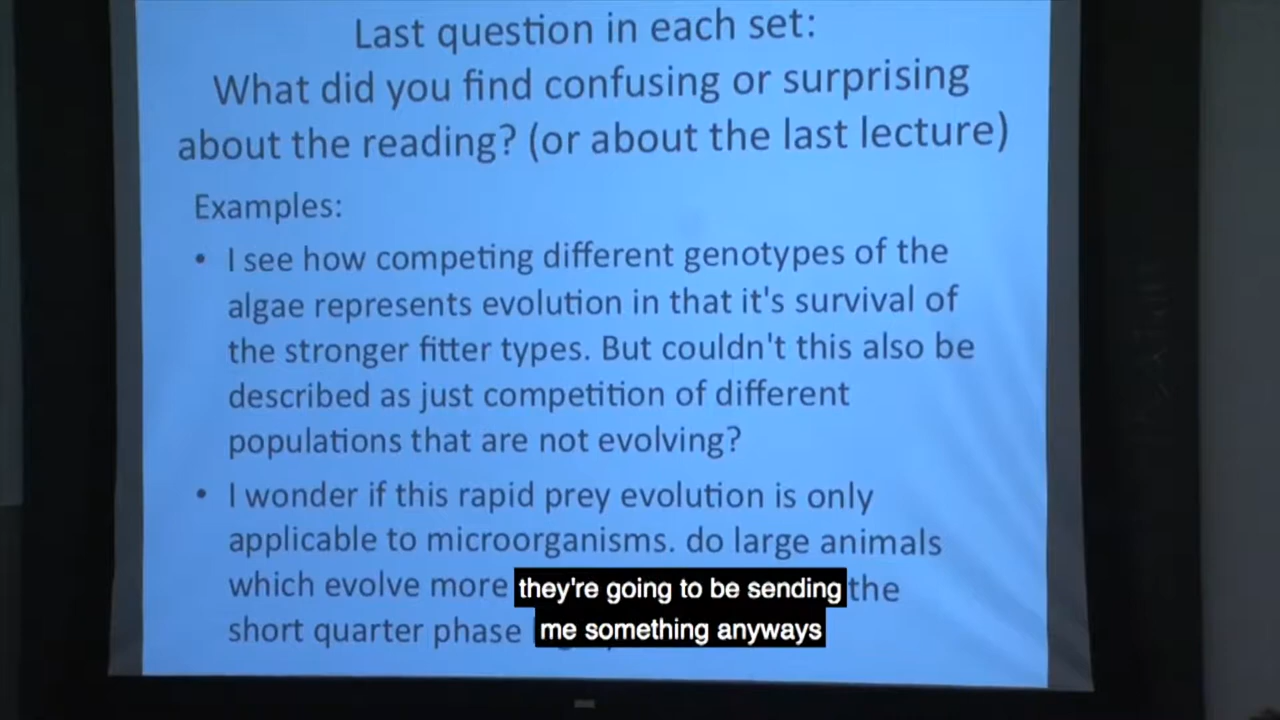 Last question in each set:
What did you find confusing or surprising
about the reading? (or about the last lecture)
Examples:
• I see how competing different genotypes of the
algae represents evolution in that it's survival of
the stronger fitter types. But couldn't this also be
described as just competition of different
populations that are not evolving?
• I wonder if this rapid prey evolution is only
applicable to microorganisms. do large animals
which evolve more the
short quarter phase
they're going to be sending
me something anyways